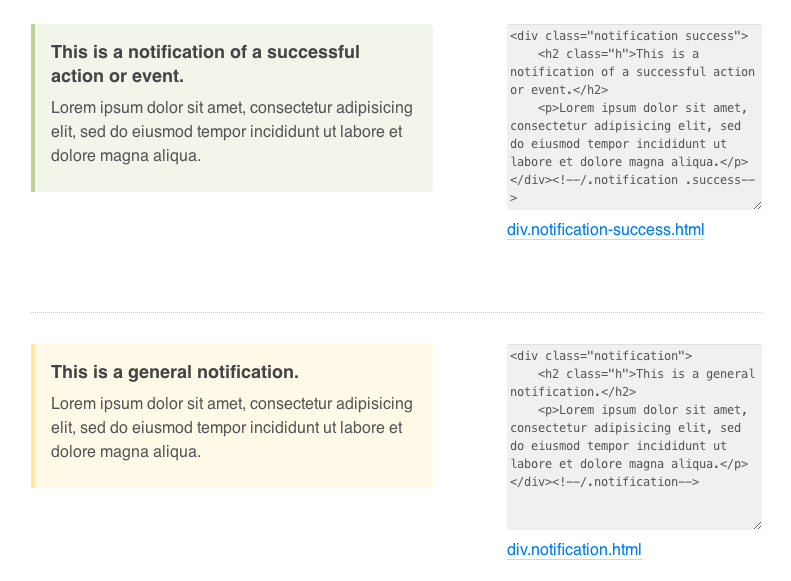 This is a notification of a successful
action or event.
Lorem ipsum dolor sit amet, consectetur adipisicing
elit, sed do eiusmod tempor incididunt ut labore et
dolore magna aliqua.
<div class="notification success">
    <h2 class="h">This is a
notification of a successful action
or event.</h2>
    <p>Lorem ipsum dolor sit amet,
consectetur adipisicing elit, sed
do eiusmod tempor incididunt ut
labore et dolore magna aliqua.</p>
</div><!--/.notification .success--
>
div.notification-success.html
This is a general notification.
Lorem ipsum dolor sit amet, consectetur adipisicing
elit, sed do eiusmod tempor incididunt ut labore et
dolore magna aliqua.
<div class="notification">
    <h2 class="h">This is a general
notification.</h2>
    <p>Lorem ipsum dolor sit amet,
consectetur adipisicing elit, sed
do eiusmod tempor incididunt ut
labore et dolore magna aliqua.</p>
</div><!--/.notification-->
div.notification.html